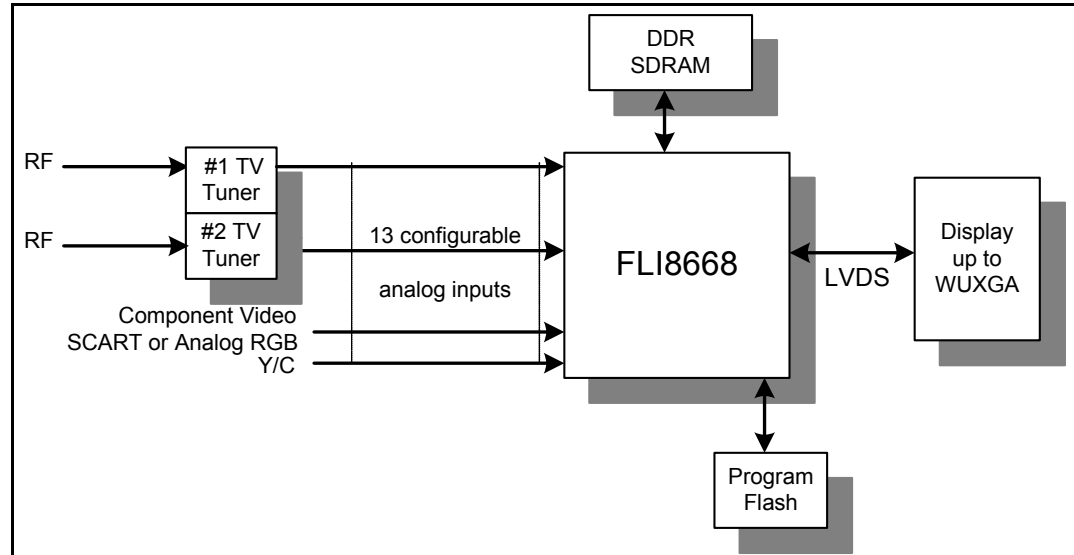 DDR
SDRAM
RF
#1 TV
Tuner
RF
#2 TV
Tuner
13 configurable
analog inputs
Component Video
SCART or Analog RGB
Y/C
FLI8668
LVDS
Display
up to
WUXGA
Program
Flash